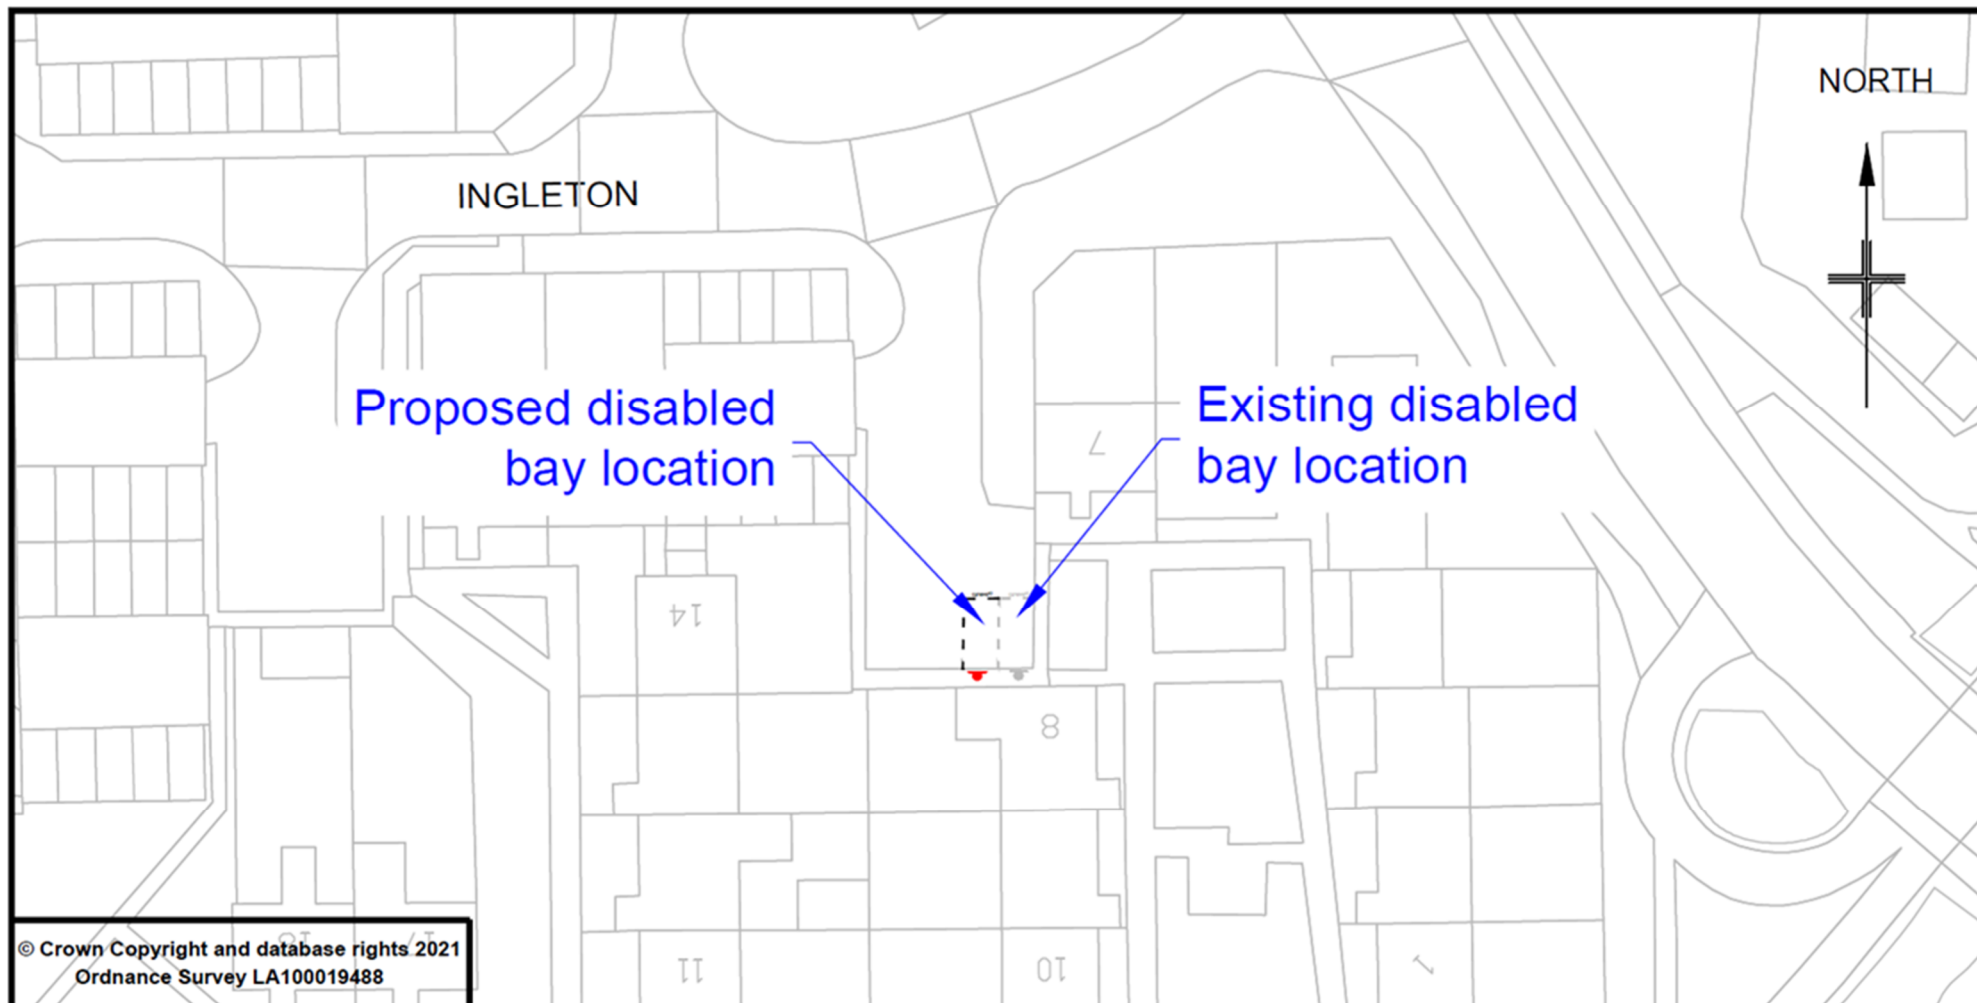 NORTH
INGLETON
Proposed disabled
bay location
Existing disabled
bay location
7
14
8
11
10
1
© Crown Copyright and database rights 2021
Ordnance Survey LA100019488